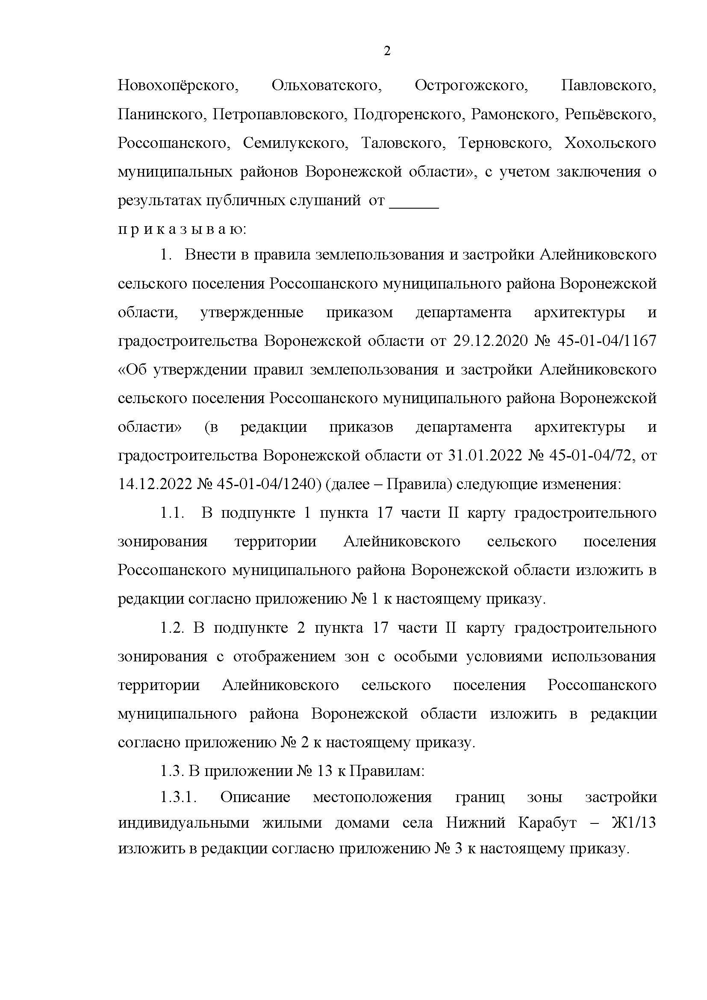 2
Новохопёрского, Ольховатского, Острогожского, Павловского,
Панинского, Петропавловского, Подгоренского, Рамонского, Репьёвского,
Россошанского, Семилукского, Таловского, Терновского, Хохольского
муниципальных районов Воронежской области», с учетом заключения о
результатах публичных слушаний  от ______
п р и к а з ы в а ю:
1. Внести в правила землепользования и застройки Алейниковского
сельского поселения Россошанского муниципального района Воронежской
области, утвержденные приказом департамента архитектуры и
градостроительства Воронежской области от 29.12.2020 № 45-01-04/1167
«Об утверждении правил землепользования и застройки Алейниковского
сельского поселения Россошанского муниципального района Воронежской
области» (в редакции приказов департамента архитектуры и
градостроительства Воронежской области от 31.01.2022 № 45-01-04/72, от
14.12.2022 № 45-01-04/1240) (далее – Правила) следующие изменения:
1.1. В подпункте 1 пункта 17 части II карту градостроительного
зонирования территории Алейниковского сельского поселения
Россошанского муниципального района Воронежской области изложить в
редакции согласно приложению № 1 к настоящему приказу.
1.2. В подпункте 2 пункта 17 части II карту градостроительного
зонирования с отображением зон с особыми условиями использования
территории Алейниковского сельского поселения Россошанского
муниципального района Воронежской области изложить в редакции
согласно приложению № 2 к настоящему приказу.
1.3. В приложении № 13 к Правилам:
1.3.1. Описание местоположения границ зоны застройки
индивидуальными жилыми домами села Нижний Карабут – Ж1/13
изложить в редакции согласно приложению № 3 к настоящему приказу.